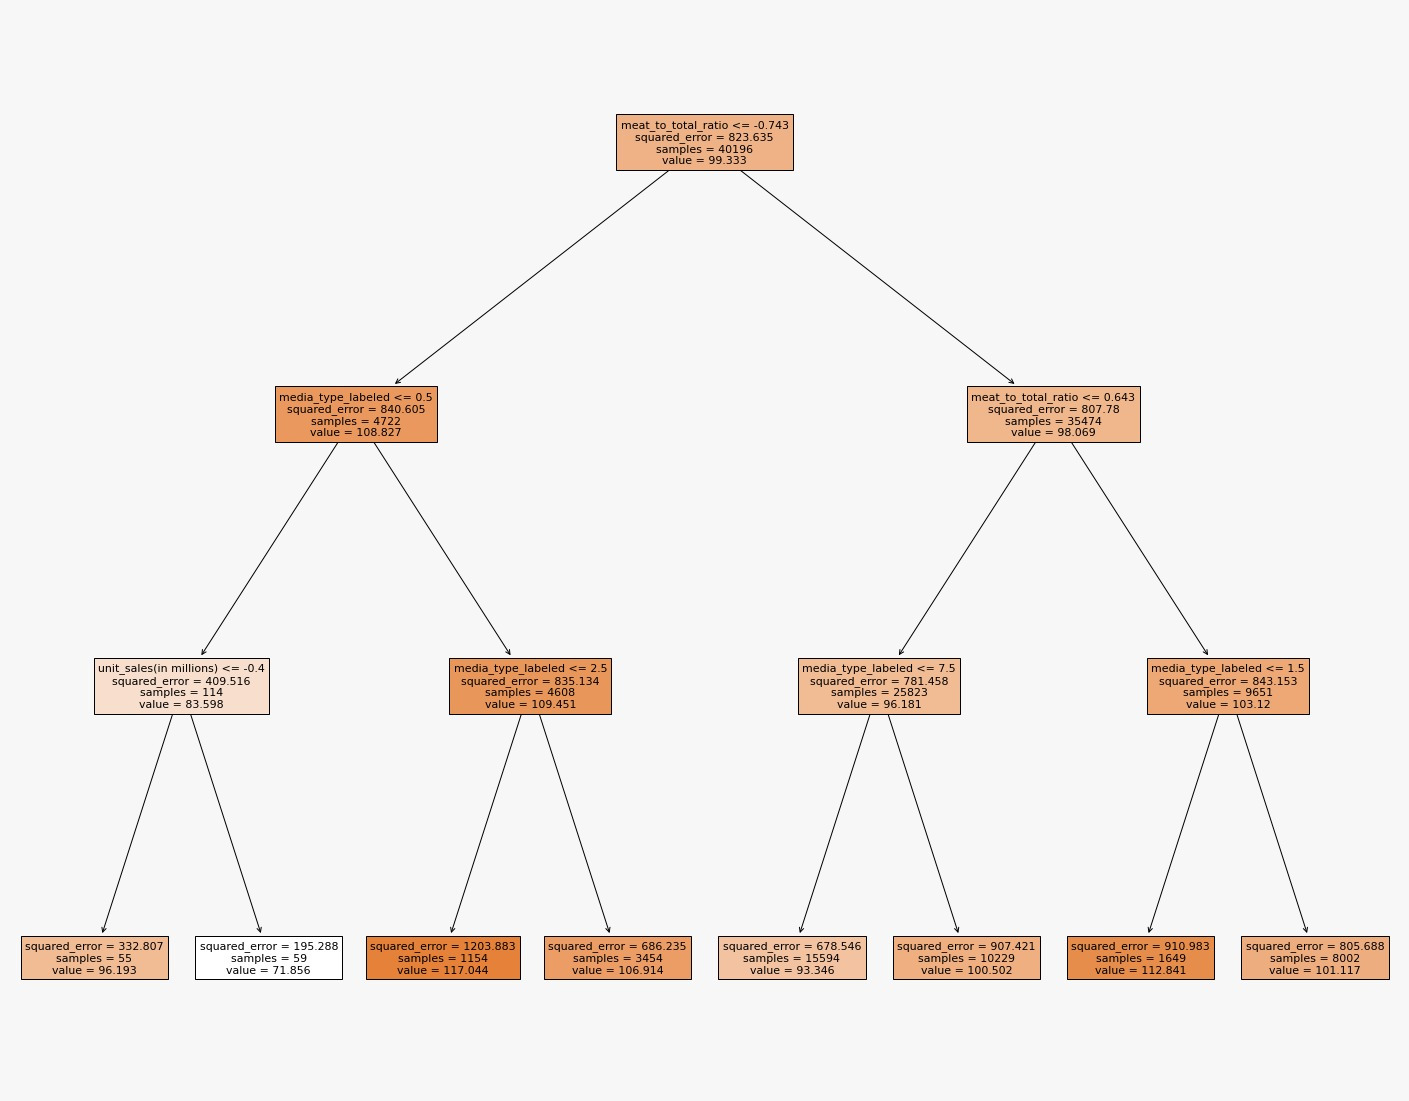 meat_to_total_ratio <= -0.743
squared_error = 823.635
samples = 40196
value = 99.333
media_type_labeled <= 0.5
squared_error = 840.605
samples = 4722
value = 108.827
meat_to_total_ratio <= 0.643
squared_error = 807.78
samples = 35474
value = 98.069
unit_sales(in millions) <= -0.4
squared_error = 409.516
samples = 114
value = 83.598
media_type_labeled <= 2.5
squared_error = 835.134
samples = 4608
value = 109.451
media_type_labeled <= 7.5
squared_error = 781.458
samples = 25823
value = 96.181
media_type_labeled <= 1.5
squared_error = 843.153
samples = 9651
value = 103.12
squared_error = 332.807
samples = 55
value = 96.193
squared_error = 195.288
samples = 59
value = 71.856
squared_error = 1203.883
samples = 1154
value = 117.044
squared_error = 686.235
samples = 3454
value = 106.914
squared_error = 678.546
samples = 15594
value = 93.346
squared_error = 907.421
samples = 10229
value = 100.502
squared_error = 910.983
samples = 1649
value = 112.841
squared_error = 805.688
samples = 8002
value = 101.117